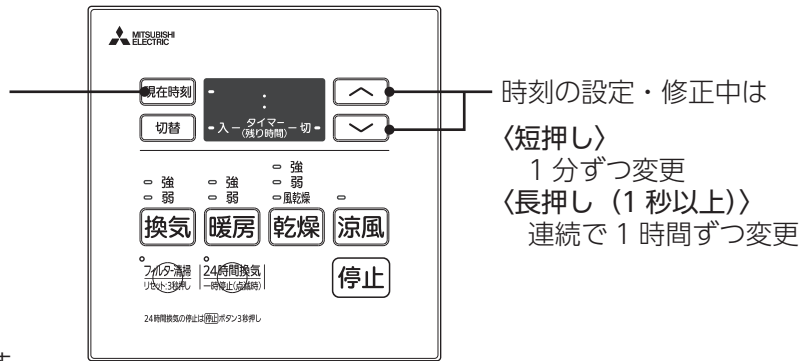 MITSUBISHI
ELECTRIC
現在時刻
:
切替
入 − タイマー − 切
(残り時間)
時刻の設定・修正中は
〈短押し〉
1 分ずつ変更
〈長押し(1 秒以上)〉
連続で 1 時間ずつ変更
強
強 強 弱
弱 弱 風乾燥
換気 暖房 乾燥 涼風
フィルター清掃 24時間換気
リセット:3秒押し 一時停止(点滅時)
停止
24時間換気の停止は停止ボタン3秒押し
す